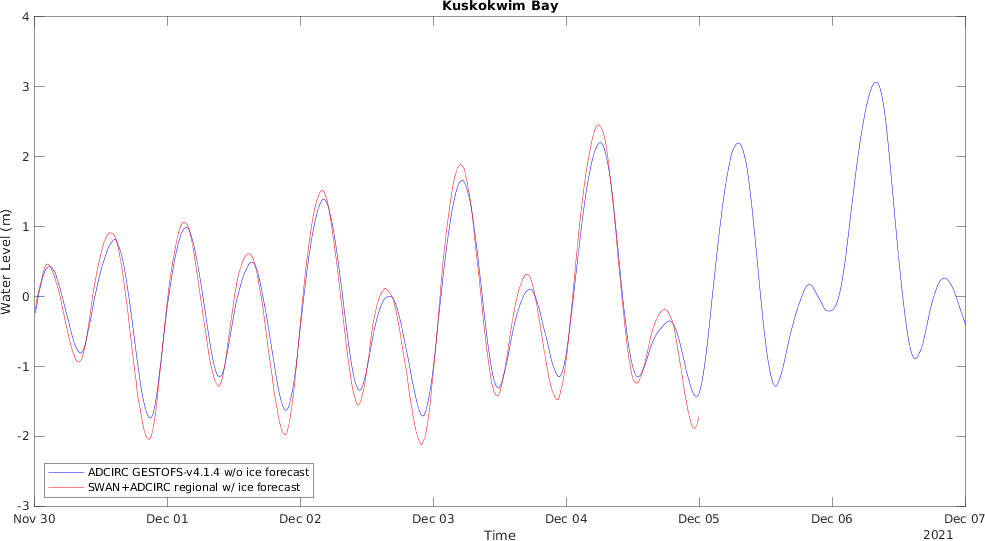 Kuskokwim Bay
4
3
2
1
0
-1
-2
-3
Water Level (m)
ADCIRC GESTOFS-v4.1.4 w/o ice forecast
SWAN+ADCIRC regional w/ ice forecast
Nov 30 Dec 01 Dec 02 Dec 03 Dec 04 Dec 05 Dec 06 Dec 07
Time
2021